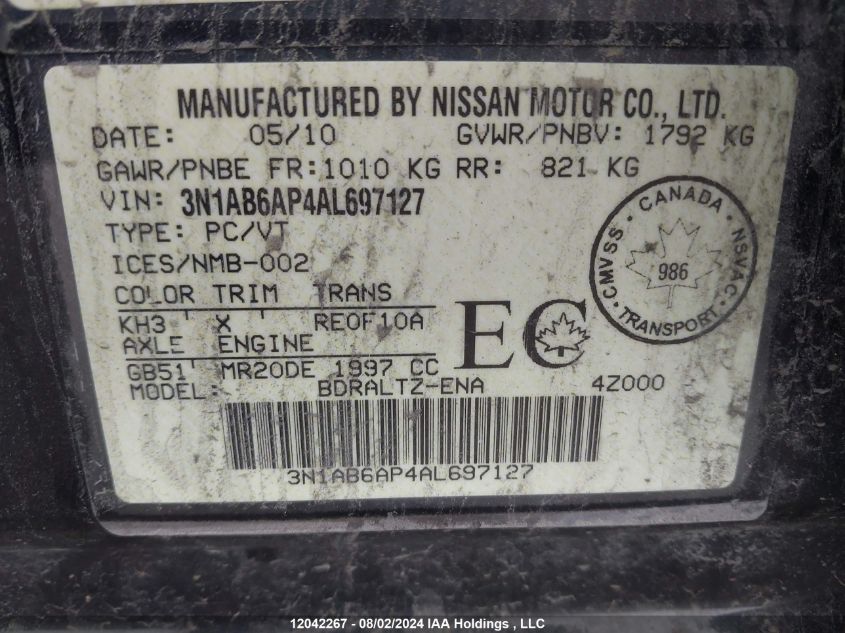 MANUFACTURED BY NISSAN MOTOR CO., LTD.
DATE: 05/10 GVWR/PNBV: 1792 KG
GAWR/PNBE FR:1010 KG RR: 821 KG
VIN: 3N1AB6AP4AL697127
TYPE: PC/VT
ICES/NMB-002
COLOR TRIM TRANS
KH3 ' X ' RE0F10A
AXLE ENGINE
GB51' MR20DE 1997 CC
MODEL: BDRALTZ-ENA 4Z000
3N1AB6AP4AL697127
EC
CANADA
CMVSS • NSVAC
986
TRANSPORT
12042267 - 08/02/2024 IAA Holdings , LLC